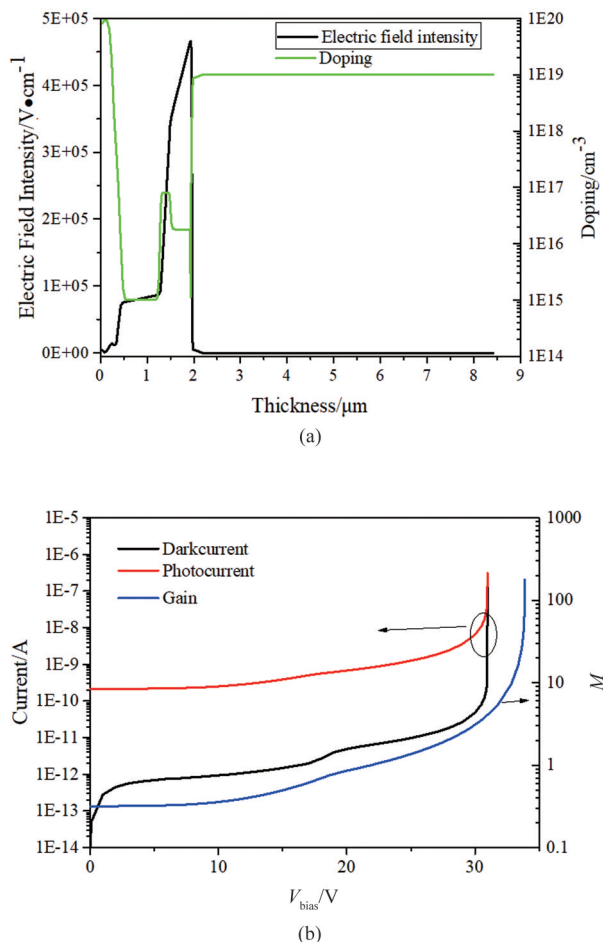 5E+05
4E+05
3E+05
2E+05
1E+05
0E+00
Electric Field Intensity/V●cm⁻¹
Electric field intensity
Doping
1E20
1E19
1E18
1E17
1E16
1E15
1E14
Doping/cm⁻³
0 1 2 3 4 5 6 7 8 9
Thickness/μm
(a)
1E-5
1E-6
1E-7
1E-8
1E-9
1E-10
1E-11
1E-12
1E-13
1E-14
Current/A
Darkcurrent
Photocurrent
Gain
1000
100
10
1
0.1
M
0 10 20 30
Vbias/V
(b)